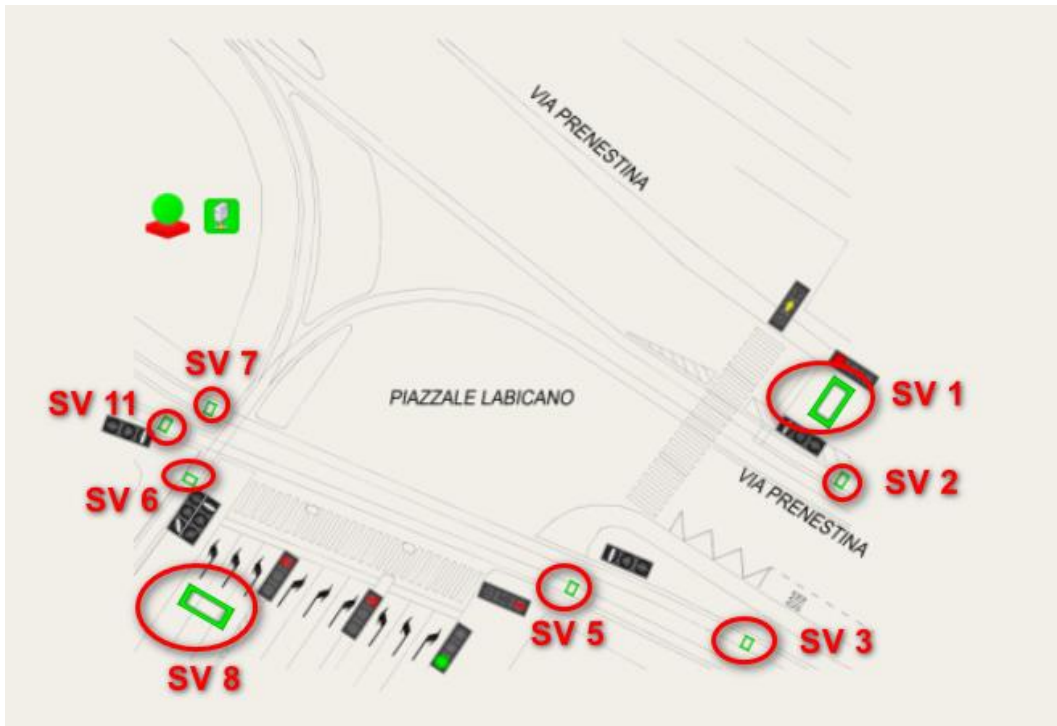 VIA PRENESTINA
SV 7
SV 11
PIAZZALE LABICANO
SV 1
SV 6
SV 2
VIA PRENESTINA
SV 5
SV 3
SV 8